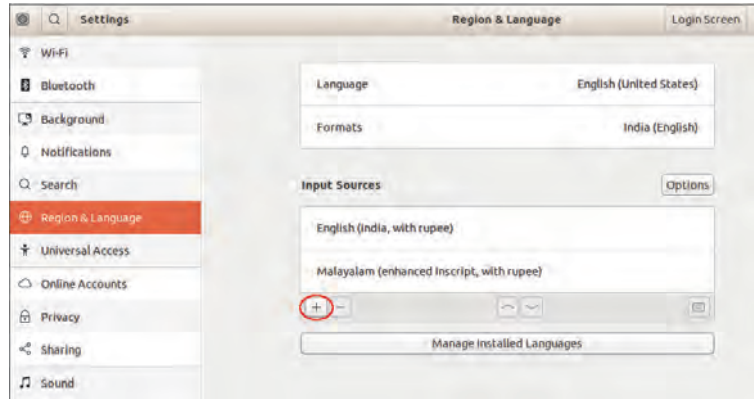 Settings
Region & Language
Login Screen
Wi-Fi
Bluetooth
Background
Notifications
Search
Region & Language
Universal Access
Online Accounts
Privacy
Sharing
Sound
Language English (United States)
Formats India (English)
Input Sources Options
English (India, with rupee)
Malayalam (enhanced Inscript, with rupee)
+ −
Manage Installed Languages